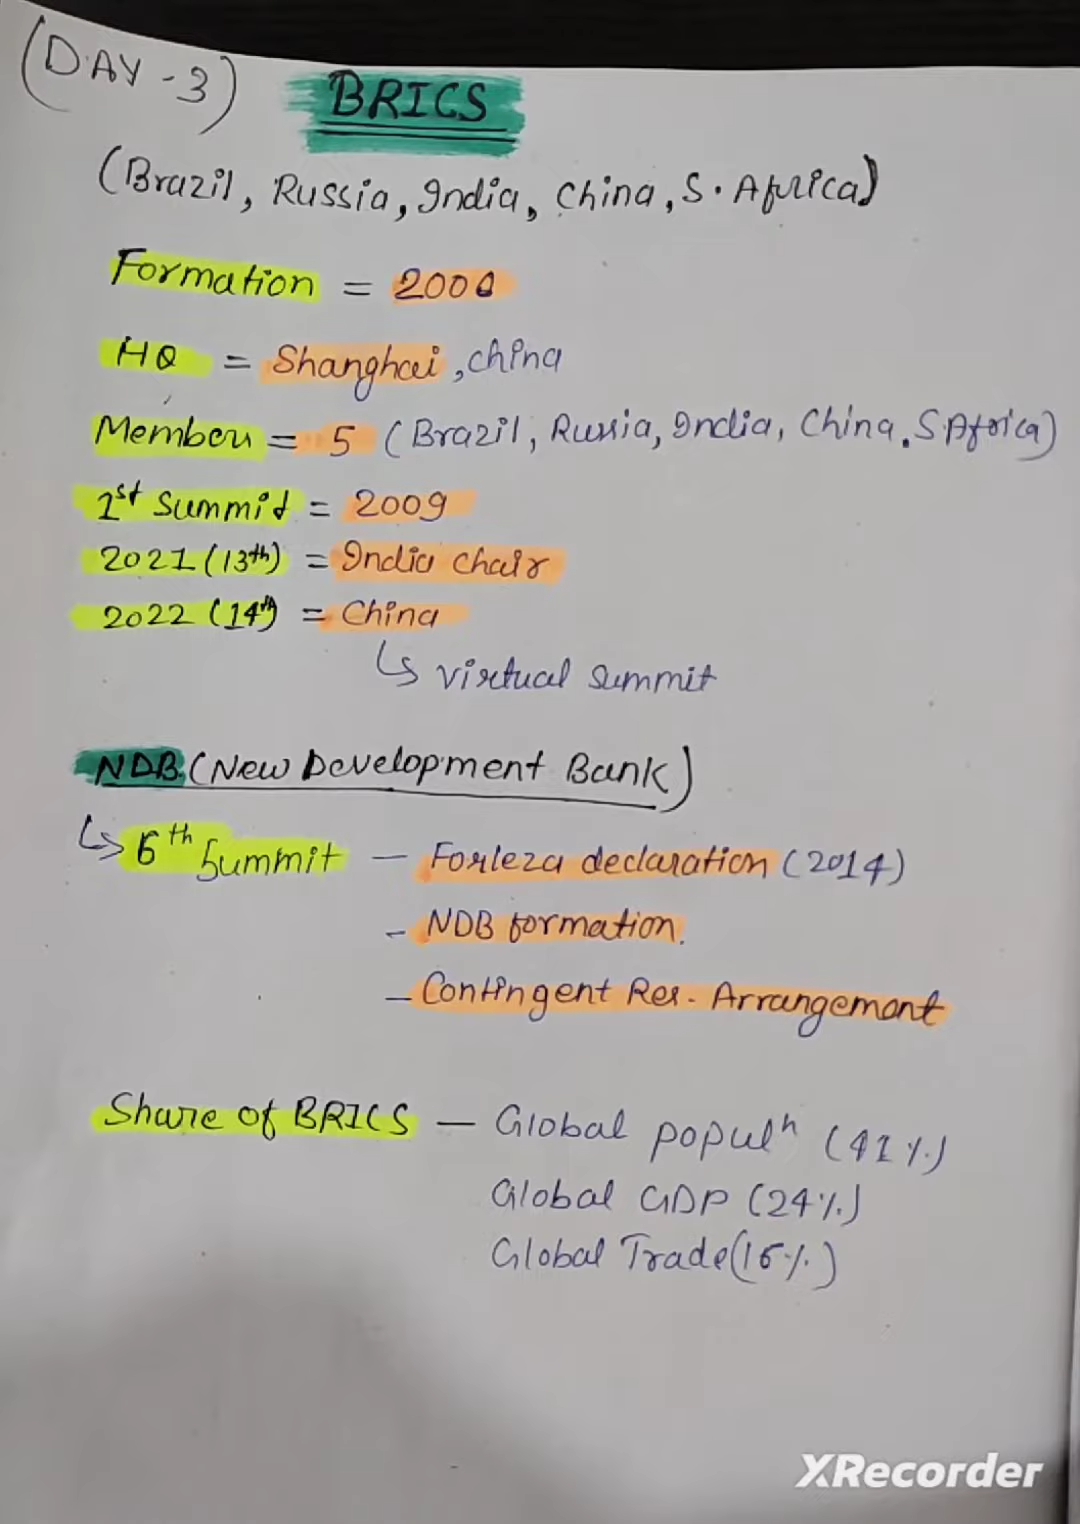 (DAY-3)
BRICS
(Brazil, Russia, India, China, S. Africa)
Formation = 2000
HQ = Shanghai, china
Member = 5 (Brazil, Russia, India, China, S.Africa)
1st Summit = 2009
2021 (13th) = India chair
2022 (14th) = China
↳ virtual summit
NDB (New Development Bank)
↳ 6th Summit - Forleza declaration (2014)
- NDB formation.
- Contingent Res. Arrangement
Share of BRICS - Global populn (41%)
Global GDP (24%)
Global Trade (16%)
XRecorder